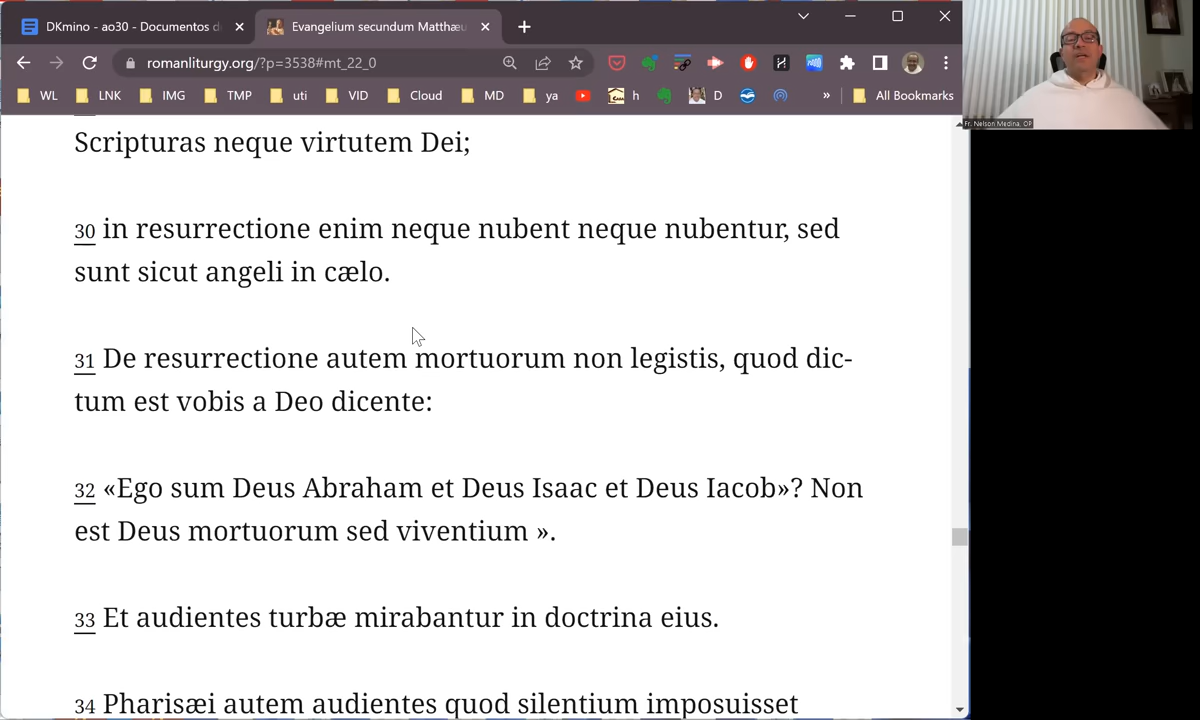 DKmino - ao30 - Documentos d
Evangelium secundum Matthæu
romanliturgy.org/?p=3538#mt_22_0
WL LNK IMG TMP uti VID Cloud MD ya h D » All Bookmarks
Fr. Nelson Medina, OP
Scripturas neque virtutem Dei;
30 in resurrectione enim neque nubent neque nubentur, sed
sunt sicut angeli in cælo.
31 De resurrectione autem mortuorum non legistis, quod dic-
tum est vobis a Deo dicente:
32 «Ego sum Deus Abraham et Deus Isaac et Deus Iacob»? Non
est Deus mortuorum sed viventium ».
33 Et audientes turbæ mirabantur in doctrina eius.
34 Pharisæi autem audientes quod silentium imposuisset